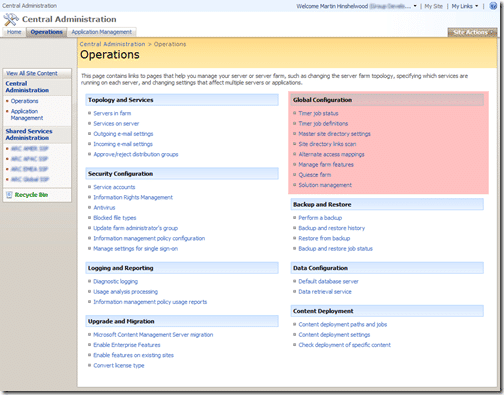 Central Administration
Welcome Martin Hinshelwood
My Site
My Links
Central Administration
Home
Operations
Application Management
Site Actions
Central Administration > Operations
Operations
View All Site Content
Central Administration
Operations
Application Management
Shared Services Administration
Recycle Bin
This page contains links to pages that help you manage your server or server farm, such as changing the server farm topology, specifying which services are
running on each server, and changing settings that affect multiple servers or applications.
Topology and Services
Servers in farm
Services on server
Outgoing e-mail settings
Incoming e-mail settings
Approve/reject distribution groups
Security Configuration
Service accounts
Information Rights Management
Antivirus
Blocked file types
Update farm administrator's group
Information management policy configuration
Manage settings for single sign-on
Logging and Reporting
Diagnostic logging
Usage analysis processing
Information management policy usage reports
Upgrade and Migration
Microsoft Content Management Server migration
Enable Enterprise Features
Enable features on existing sites
Convert license type
Global Configuration
Timer job status
Timer job definitions
Master site directory settings
Site directory links scan
Alternate access mappings
Manage farm features
Quiesce farm
Solution management
Backup and Restore
Perform a backup
Backup and restore history
Restore from backup
Backup and restore job status
Data Configuration
Default database server
Data retrieval service
Content Deployment
Content deployment paths and jobs
Content deployment settings
Check deployment of specific content